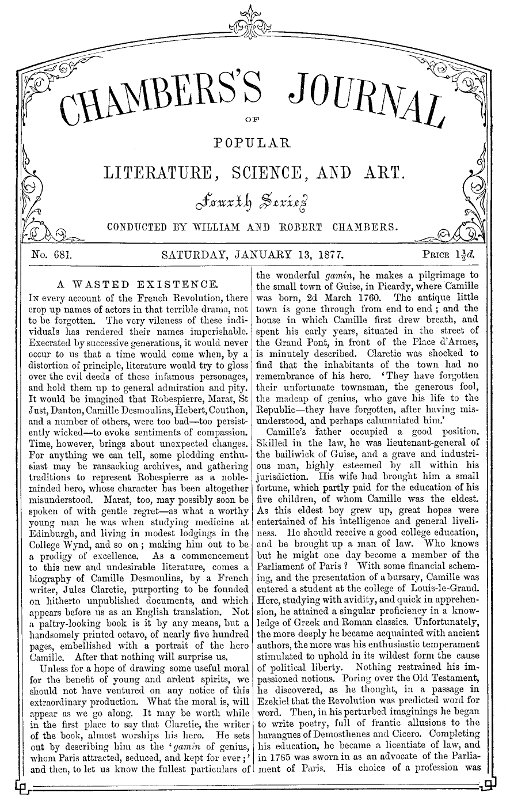 CHAMBERS'S JOURNAL
OF
POPULAR
LITERATURE, SCIENCE, AND ART.
Fourth Series
CONDUCTED BY WILLIAM AND ROBERT CHAMBERS.
No. 681.
SATURDAY, JANUARY 13, 1877.
PRICE 1½d.
A WASTED EXISTENCE.
IN every account of the French Revolution, there
crop up names of actors in that terrible drama, not
to be forgotten. The very vileness of these indi-
viduals has rendered their names imperishable.
Execrated by successive generations, it would never
occur to us that a time would come when, by a
distortion of principle, literature would try to gloss
over the evil deeds of these infamous personages,
and hold them up to general admiration and pity.
It would be imagined that Robespierre, Marat, St
Just, Danton, Camille Desmoulins, Hebert, Couthon,
and a number of others, were too bad—too persist-
ently wicked—to evoke sentiments of compassion.
Time, however, brings about unexpected changes.
For anything we can tell, some plodding enthu-
siast may be ransacking archives, and gathering
traditions to represent Robespierre as a noble-
minded hero, whose character has been altogether
misunderstood. Marat, too, may possibly soon be
spoken of with gentle regret—as what a worthy
young man he was when studying medicine at
Edinburgh, and living in modest lodgings in the
College Wynd, and so on; making him out to be
a prodigy of excellence. As a commencement
to this new and undesirable literature, comes a
biography of Camille Desmoulins, by a French
writer, Jules Claretie, purporting to be founded
on hitherto unpublished documents, and which
appears before us as an English translation. Not
a paltry-looking book is it by any means, but a
handsomely printed octavo, of nearly five hundred
pages, embellished with a portrait of the hero
Camille. After that nothing will surprise us.
Unless for a hope of drawing some useful moral
for the benefit of young and ardent spirits, we
should not have ventured on any notice of this
extraordinary production. What the moral is, will
appear as we go along. It may be worth while
in the first place to say that Claretie, the writer
of the book, almost worships his hero. He sets
out by describing him as the 'gamin of genius,
whom Paris attracted, seduced, and kept for ever;'
and then, to let us know the fullest particulars of
the wonderful gamin, he makes a pilgrimage to
the small town of Guise, in Picardy, where Camille
was born, 2d March 1760. The antique little
town is gone through from end to end; and the
house in which Camille first drew breath, and
spent his early years, situated in the street of
the Grand Pont, in front of the Place d'Armes,
is minutely described. Claretie was shocked to
find that the inhabitants of the town had no
remembrance of his hero. 'They have forgotten
their unfortunate townsman, the generous fool,
the madcap of genius, who gave his life to the
Republic—they have forgotten, after having mis-
understood, and perhaps calumniated him.'
Camille's father occupied a good position.
Skilled in the law, he was lieutenant-general of
the bailiwick of Guise, and a grave and industri-
ous man, highly esteemed by all within his
jurisdiction. His wife had brought him a small
fortune, which partly paid for the education of his
five children, of whom Camille was the eldest.
As this eldest boy grew up, great hopes were
entertained of his intelligence and general liveli-
ness. He should receive a good college education,
and be brought up a man of law. Who knows
but he might one day become a member of the
Parliament of Paris? With some financial schem-
ing, and the presentation of a bursary, Camille was
entered a student at the college of Louis-le-Grand.
Here, studying with avidity, and quick in apprehen-
sion, he attained a singular proficiency in a know-
ledge of Greek and Roman classics. Unfortunately,
the more deeply he became acquainted with ancient
authors, the more was his enthusiastic temperament
stimulated to uphold in its wildest form the cause
of political liberty. Nothing restrained his im-
passioned notions. Poring over the Old Testament,
he discovered, as he thought, in a passage in
Ezekiel that the Revolution was predicted word for
word. Then, in his perturbed imaginings he began
to write poetry, full of frantic allusions to the
harangues of Demosthenes and Cicero. Completing
his education, he became a licentiate of law, and
in 1785 was sworn in as an advocate of the Parlia-
ment of Paris. His choice of a profession was